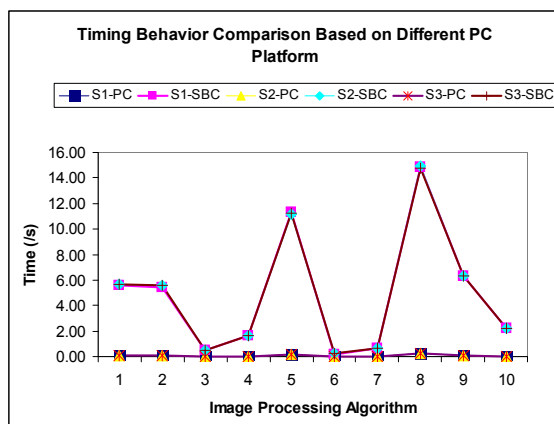 Timing Behavior Comparison Based on Different PC
Platform
S1-PC S1-SBC S2-PC S2-SBC S3-PC S3-SBC
16.00
14.00
12.00
10.00
8.00
6.00
4.00
2.00
0.00
Time (/s)
1 2 3 4 5 6 7 8 9 10
Image Processing Algorithm